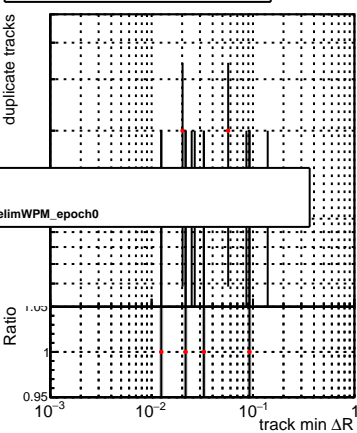 duplicate tracks
elimWPM_epoch0
1.05
Ratio
1
0.95
10⁻³
10⁻²
10⁻¹
1
track min ΔR